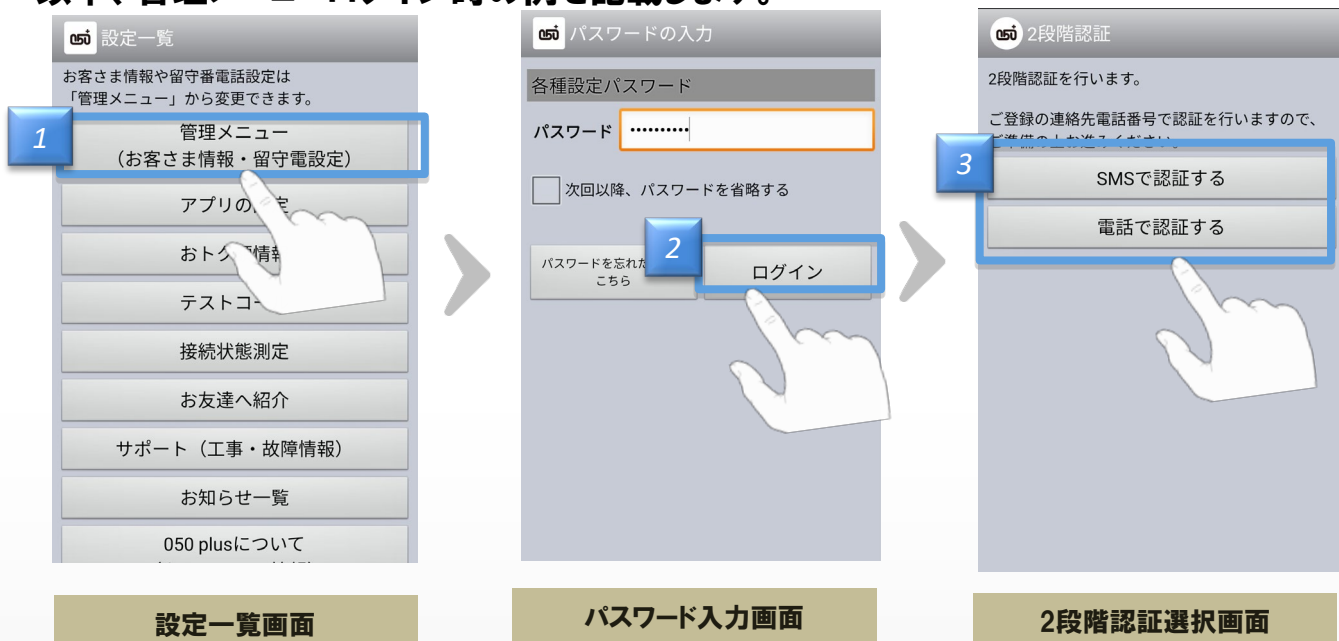 050+ 設定一覧
お客さま情報や留守番電話設定は
「管理メニュー」から変更できます。
1
管理メニュー
(お客さま情報・留守電設定)
アプリの
おトク
テストコー
接続状態測定
お友達へ紹介
サポート(工事・故障情報)
お知らせ一覧
050 plusについて
設定一覧画面
050+ パスワードの入力
各種設定パスワード
パスワード ••••••••••
次回以降、パスワードを省略する
2
パスワードを忘れた
こちら
ログイン
パスワード入力画面
050+ 2段階認証
2段階認証を行います。
ご登録の連絡先電話番号で認証を行いますので、
3
SMSで認証する
電話で認証する
2段階認証選択画面